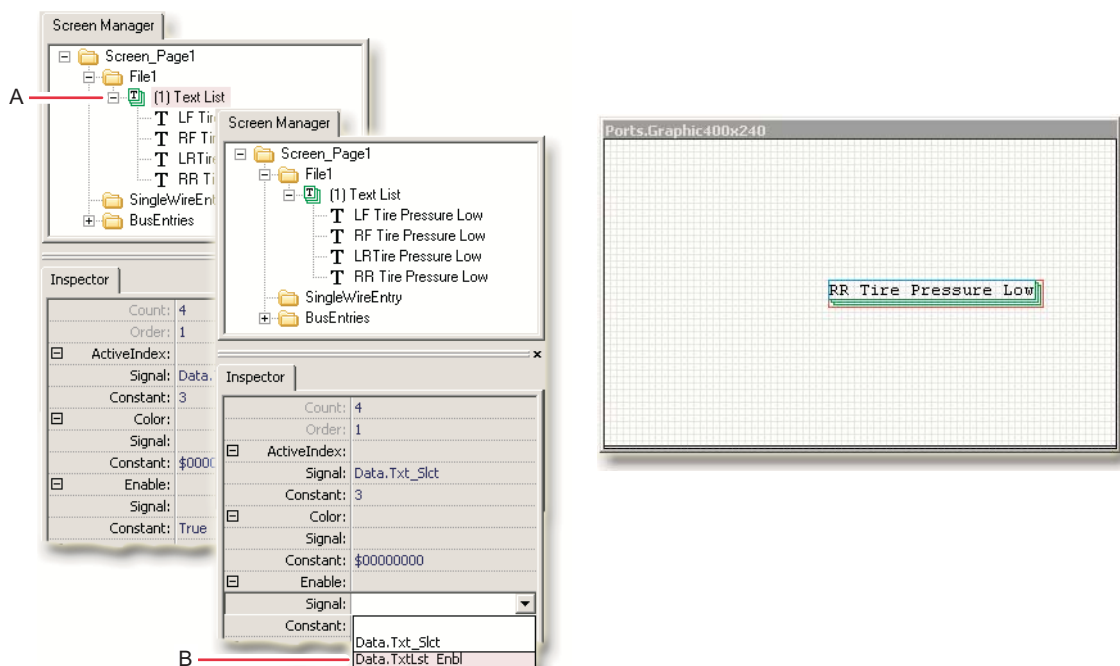 Screen Manager
Screen_Page1
File1
A
(1) Text List
LF
RF
LRTire
RR
SingleWireEnt
BusEntries
Inspector
Count: 4
Order: 1
ActiveIndex:
Signal: Data.
Constant: 3
Color:
Signal:
Constant: $0000
Enable:
Signal:
Constant: True
Screen Manager
Screen_Page1
File1
(1) Text List
LF Tire Pressure Low
RF Tire Pressure Low
LRTire Pressure Low
RR Tire Pressure Low
SingleWireEntry
BusEntries
Inspector
Count: 4
Order: 1
ActiveIndex:
Signal: Data.Txt_Slct
Constant: 3
Color:
Signal:
Constant: $00000000
Enable:
Signal:
Constant:
Data.Txt_Slct
B
Data.TxtLst_Enbl
Ports.Graphic400x240
RR Tire Pressure Low